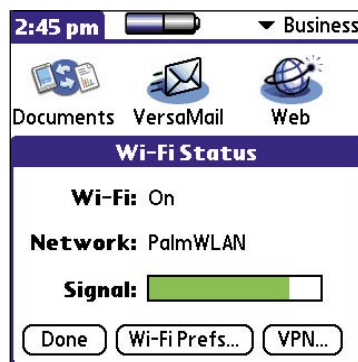 2:45 pm Business
Documents VersaMail Web
Wi-Fi Status
Wi-Fi: On
Network: PalmWLAN
Signal:
Done Wi-Fi Prefs... VPN...